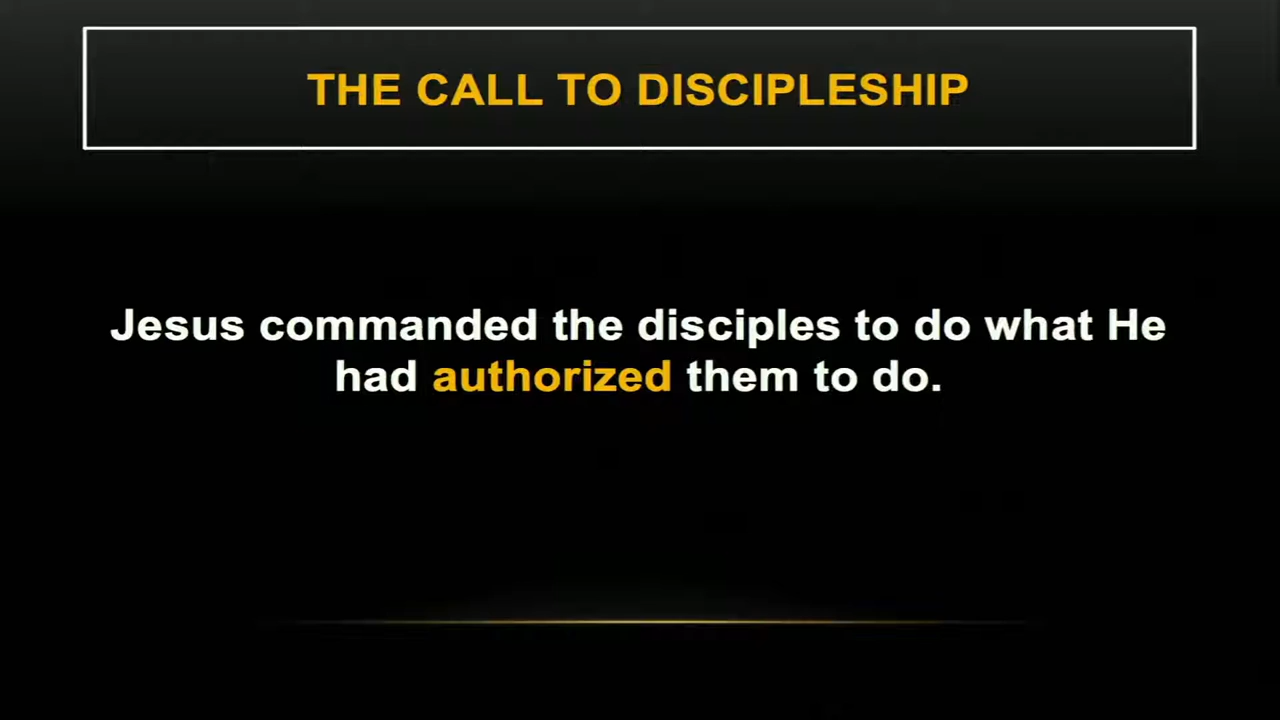 THE CALL TO DISCIPLESHIP
Jesus commanded the disciples to do what He
had authorized them to do.